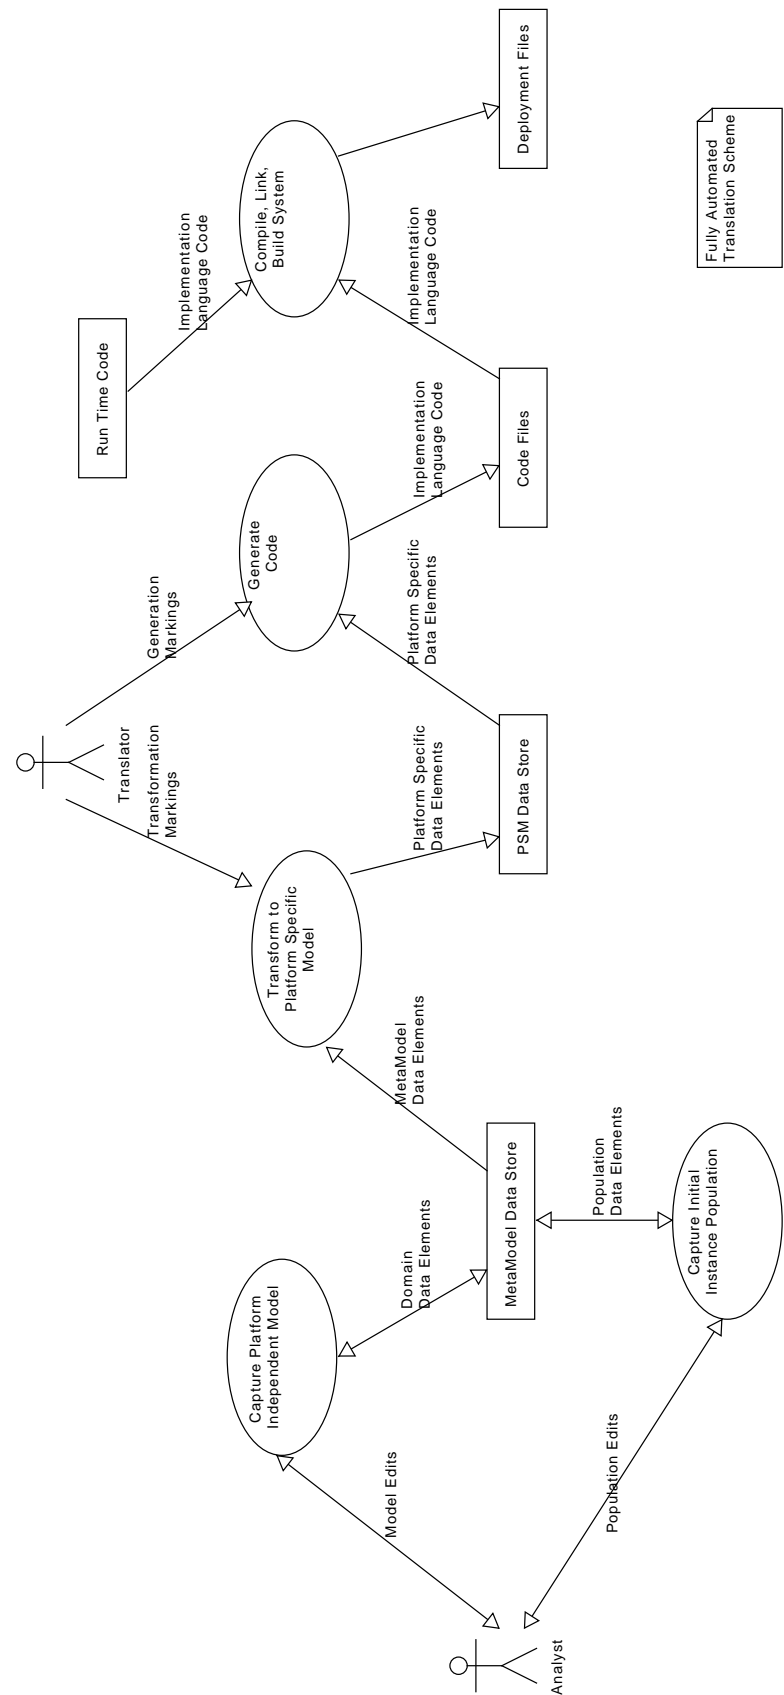 Analyst
Model Edits
Population Edits
Capture Platform
Independent Model
Domain
Data Elements
MetaModel Data Store
Population
Data Elements
Capture Initial
Instance Population
MetaModel
Data Elements
Transform to
Platform Specific
Model
Translator
Transformation
Markings
Generation
Markings
Platform Specific
Data Elements
PSM Data Store
Platform Specific
Data Elements
Generate
Code
Implementation
Language Code
Code Files
Run Time Code
Implementation
Language Code
Implementation
Language Code
Compile, Link,
Build System
Deployment Files
Fully Automated
Translation Scheme